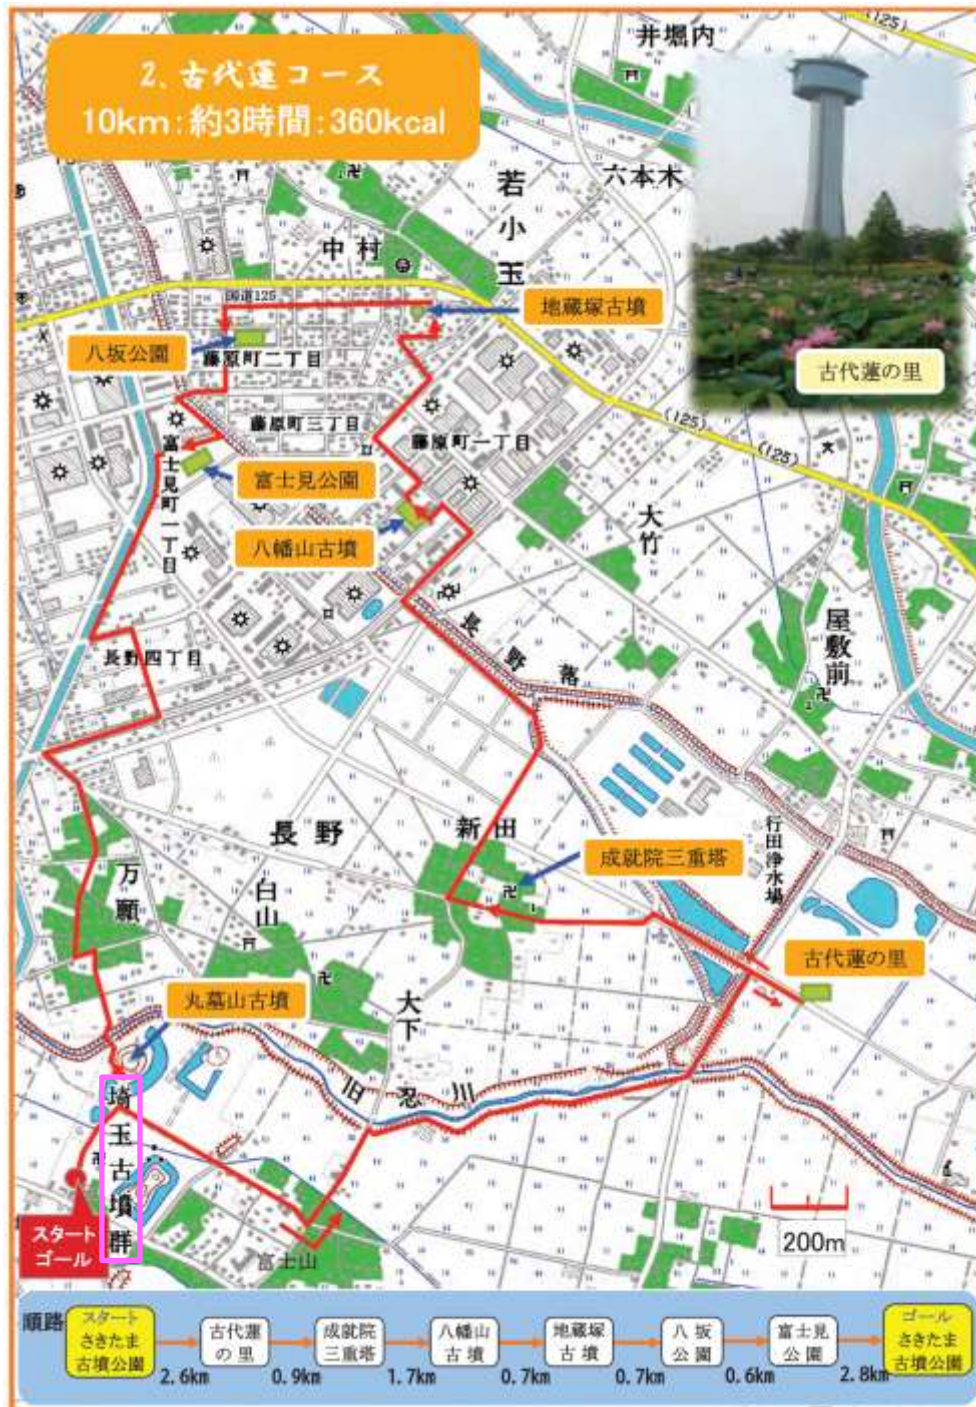 2.古代蓮コース
10km:約3時間:360kcal
井堀内
(125)
六本木
若小玉
中村
国道125
地蔵塚古墳
八坂公園
藤原町二丁目
古代蓮の里
藤原町三丁目
藤原町一丁目
(125)
富士見町一丁目
富士見公園
八幡山古墳
大竹
長野落
屋敷前
長野四丁目
長野
新田
成就院三重塔
行田浄水場
万願
白山
古代蓮の里
丸墓山古墳
大下
旧忍川
埼玉古墳群
スタート
ゴール
富士山
200m
順路
スタート
さきたま
古墳公園
2.6km
古代蓮
の里
0.9km
成就院
三重塔
1.7km
八幡山
古墳
0.7km
地蔵塚
古墳
0.7km
八坂
公園
0.6km
富士見
公園
2.8km
ゴール
さきたま
古墳公園